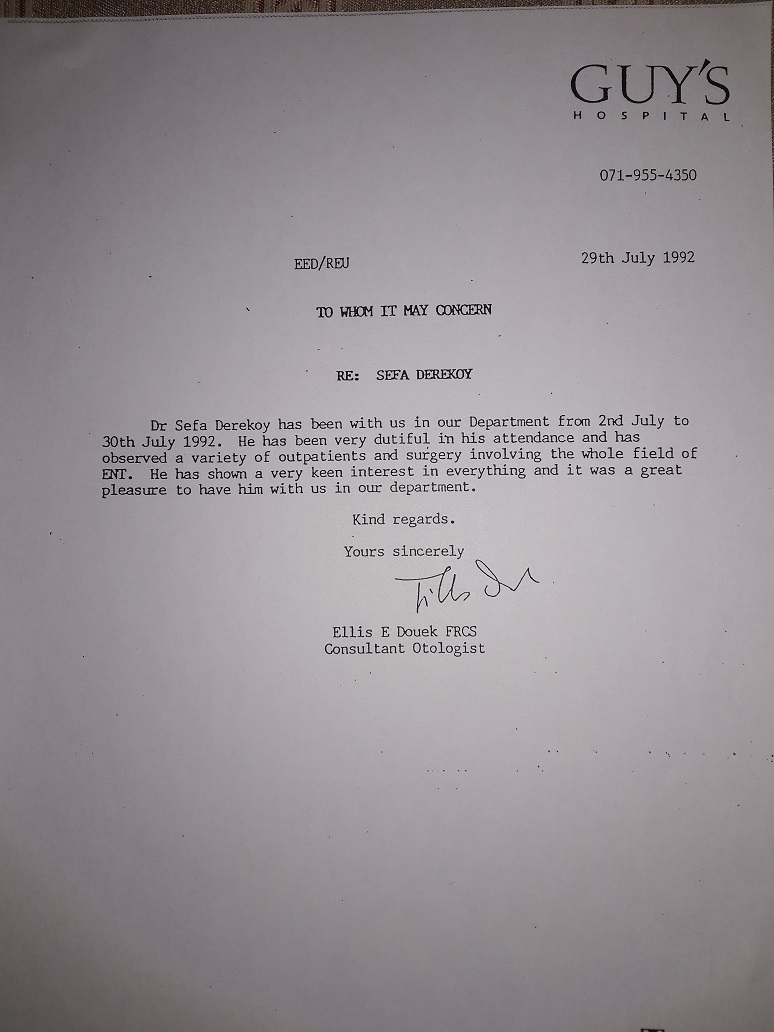 GUY'S
HOSPITAL
071-955-4350
EED/REU
29th July 1992
TO WHOM IT MAY CONCERN
RE: SEFA DEREKOY
Dr Sefa Derekoy has been with us in our Department from 2nd July to
30th July 1992. He has been very dutiful in his attendance and has
observed a variety of outpatients and surgery involving the whole field of
ENT. He has shown a very keen interest in everything and it was a great
pleasure to have him with us in our department.
Kind regards.
Yours sincerely
Ellis E Douek FRCS
Consultant Otologist